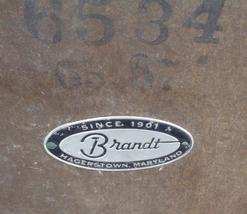 6534
SINCE 1901
Brandt
HAGERSTOWN, MARYLAND